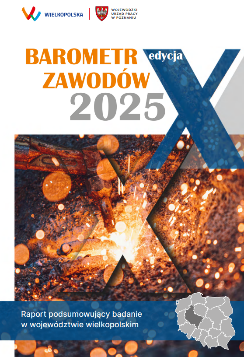 WIELKOPOLSKA
WOJEWÓDZKI
URZĄD PRACY
W POZNANIU
BAROMETR
ZAWODÓW
2025
edycja
X
Raport podsumowujący badanie
w województwie wielkopolskim